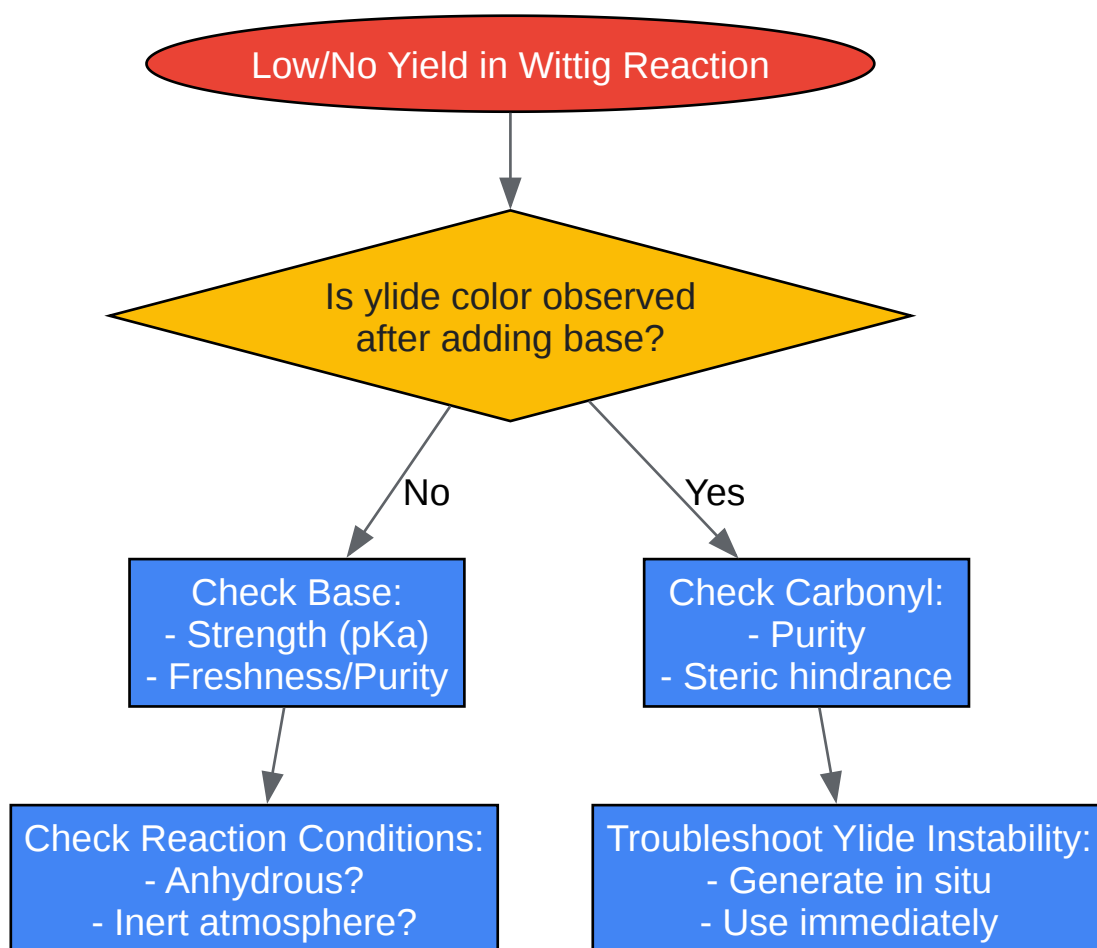 Low/No Yield in Wittig Reaction
Is ylide color observed
after adding base?
No
Yes
Check Base:
- Strength (pKa)
- Freshness/Purity
Check Carbonyl:
- Purity
- Steric hindrance
Check Reaction Conditions:
- Anhydrous?
- Inert atmosphere?
Troubleshoot Ylide Instability:
- Generate in situ
- Use immediately